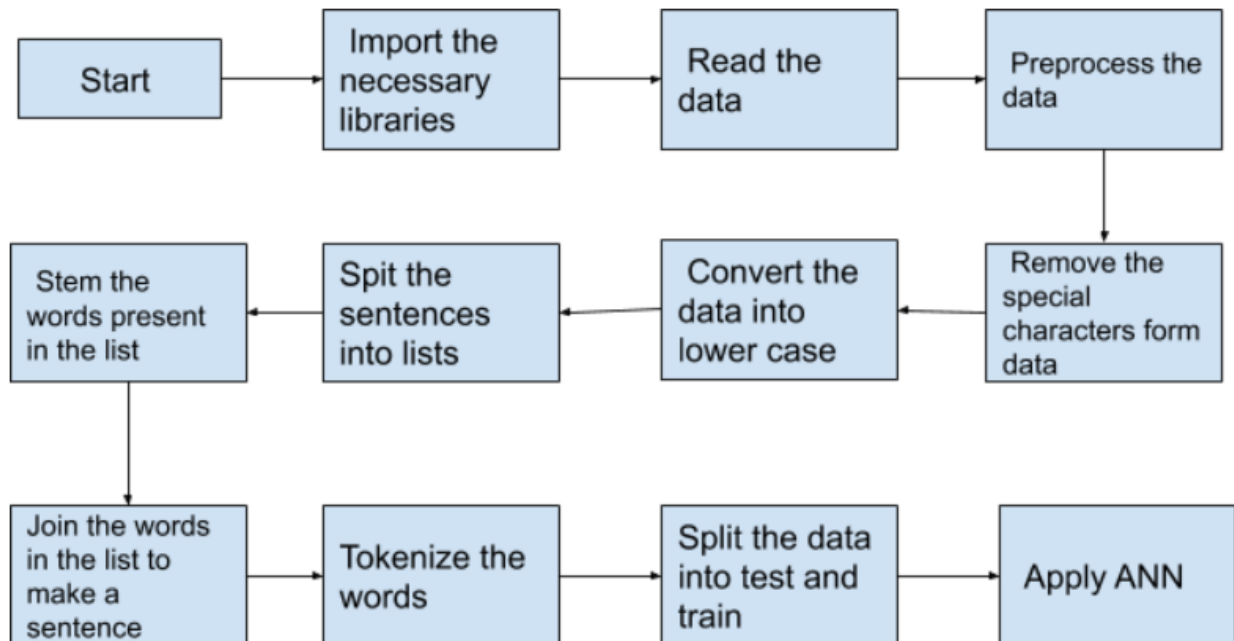 Start
Import the
necessary
libraries
Read the
data
Preprocess the
data
Remove the
special
characters form
data
Convert the
data into
lower case
Spit the
sentences
into lists
Stem the
words present
in the list
Join the words
in the list to
make a
sentence
Tokenize the
words
Split the data
into test and
train
Apply ANN